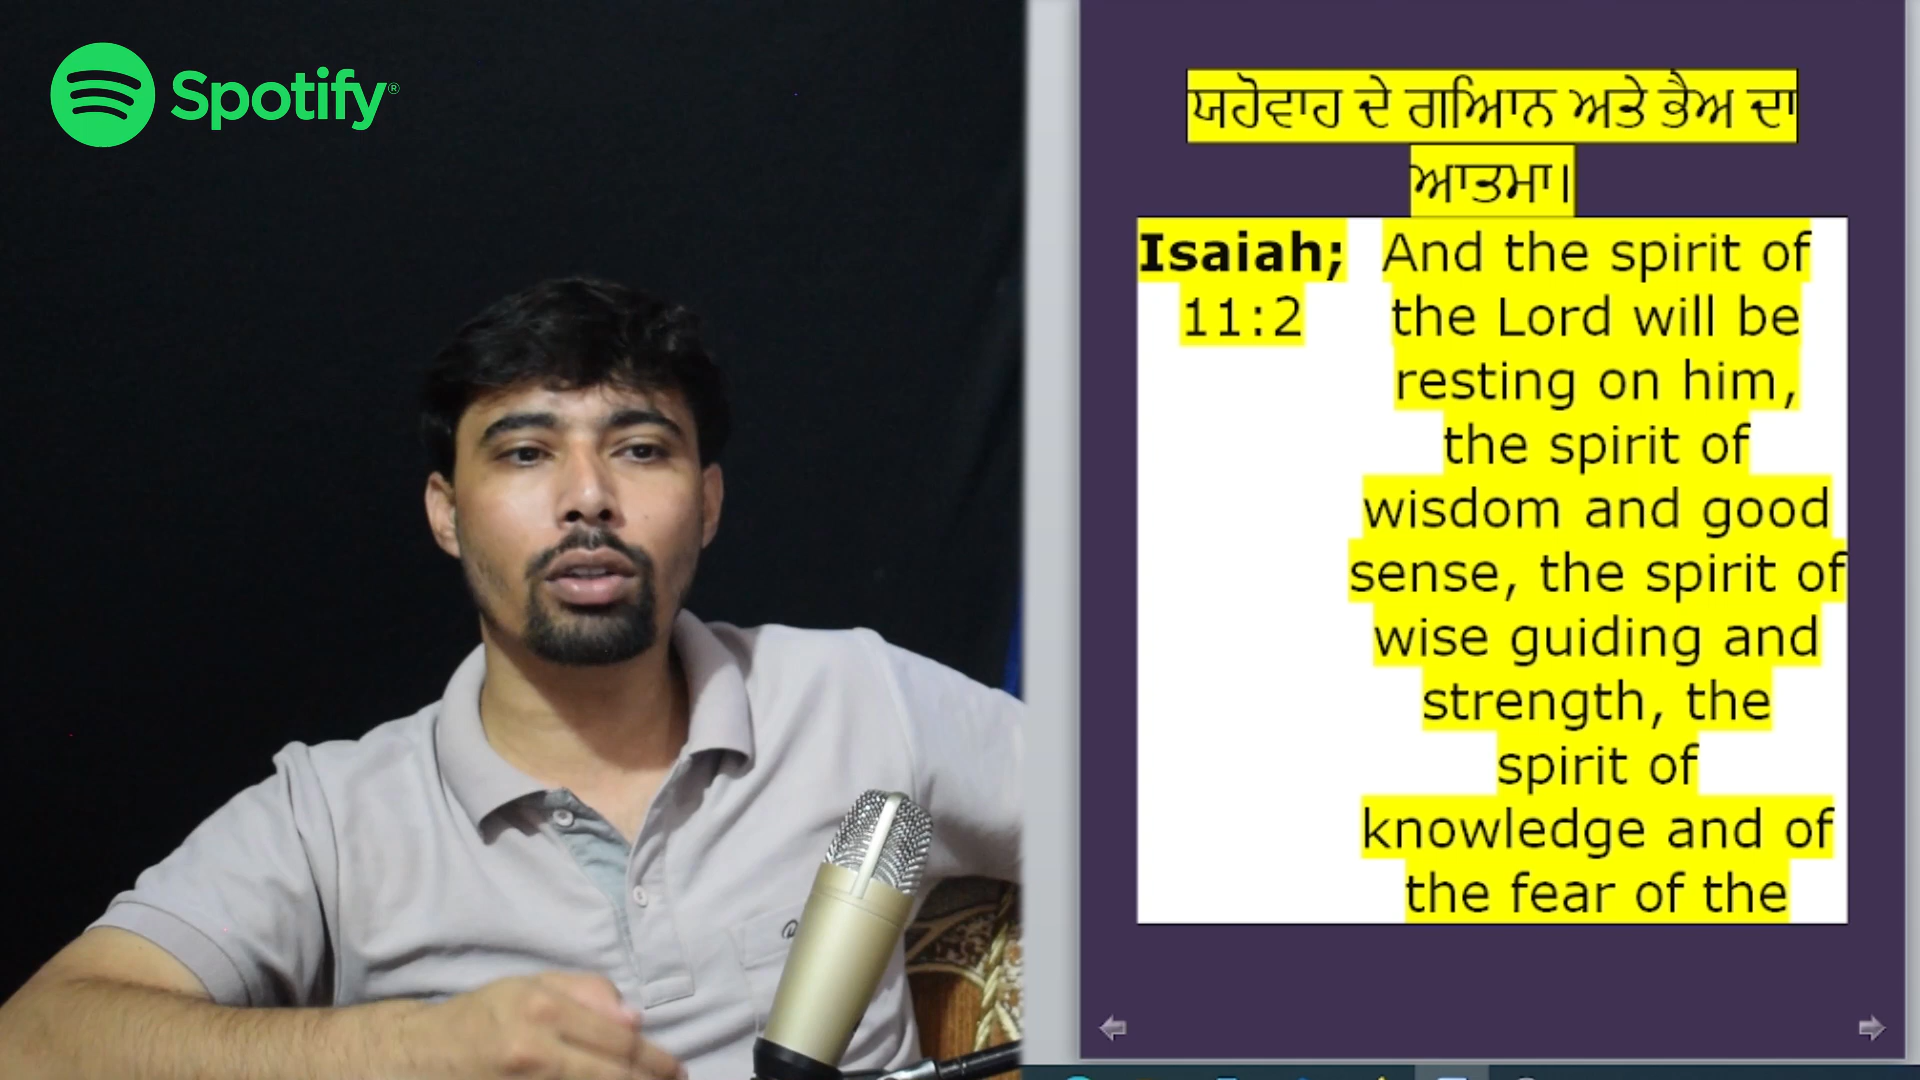 Spotify®
ਯਹੋਵਾਹ ਦੇ ਗਿਆਨ ਅਤੇ ਭੈਅ ਦਾ
ਆਤਮਾ।
Isaiah; And the spirit of
11:2 the Lord will be
resting on him,
the spirit of
wisdom and good
sense, the spirit of
wise guiding and
strength, the
spirit of
knowledge and of
the fear of the